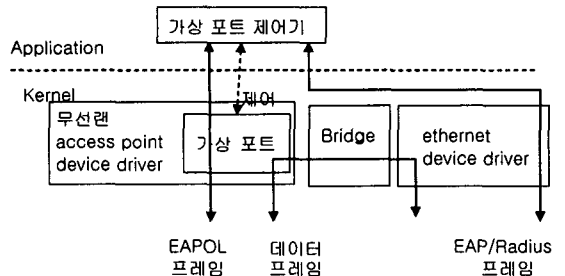 가상 포트 제어기
Application
Kernel
제어
무선랜
access point
device driver
가상 포트
Bridge
ethernet
device driver
EAPOL
프레임
데이터
프레임
EAP/Radius
프레임